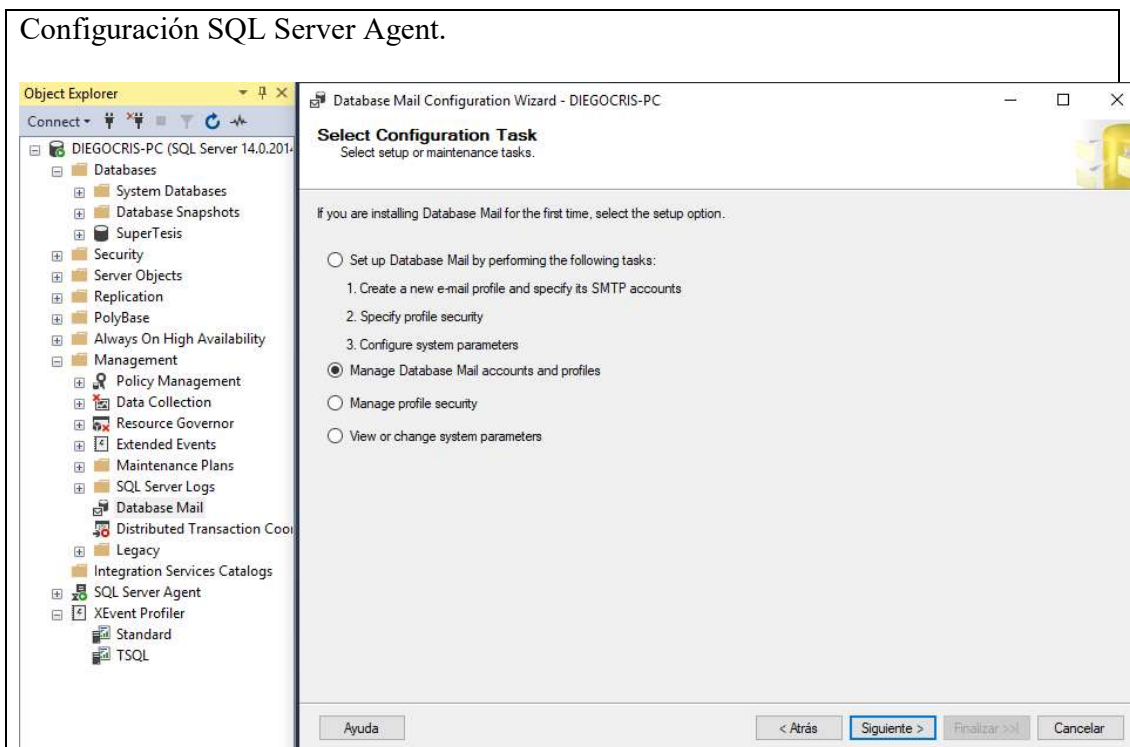 Configuración SQL Server Agent.
Object Explorer
Connect
DIEGOCRIS-PC (SQL Server 14.0.201
Databases
System Databases
Database Snapshots
SuperTesis
Security
Server Objects
Replication
PolyBase
Always On High Availability
Management
Policy Management
Data Collection
Resource Governor
Extended Events
Maintenance Plans
SQL Server Logs
Database Mail
Distributed Transaction Coo
Legacy
Integration Services Catalogs
SQL Server Agent
XEvent Profiler
Standard
TSQL
Database Mail Configuration Wizard - DIEGOCRIS-PC
Select Configuration Task
Select setup or maintenance tasks.
If you are installing Database Mail for the first time, select the setup option.
Set up Database Mail by performing the following tasks:
1. Create a new e-mail profile and specify its SMTP accounts
2. Specify profile security
3. Configure system parameters
Manage Database Mail accounts and profiles
Manage profile security
View or change system parameters
Ayuda
< Atrás
Siguiente >
Finalizar >>|
Cancelar